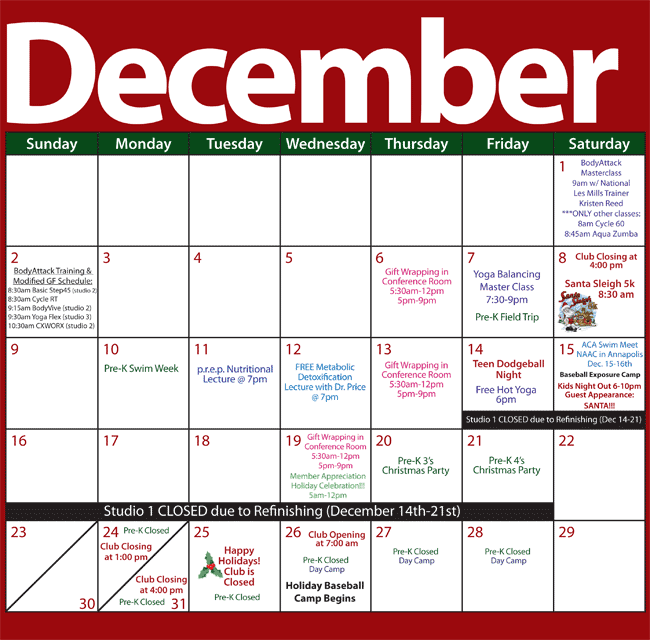 December
Sunday Monday Tuesday Wednesday Thursday Friday Saturday
1
BodyAttack
Masterclass
9am w/ National
Les Mills Trainer
Kristen Reed
***ONLY other classes:
8am Cycle 60
8:45am Aqua Zumba
2
BodyAttack Training &
Modified GF Schedule:
8:30am Basic Step45 (studio 2)
8:30am Cycle RT
9:15am BodyVive (studio 2)
9:30am Yoga Flex (studio 3)
10:30am CXWORX (studio 2)
3
4
5
6
Gift Wrapping in
Conference Room
5:30am-12pm
5pm-9pm
7
Yoga Balancing
Master Class
7:30-9pm
Pre-K Field Trip
8
Club Closing at
4:00 pm
Santa Sleigh 5k
8:30 am
Santa Sleigh
9
10
Pre-K Swim Week
11
p.r.e.p. Nutritional
Lecture @ 7pm
12
FREE Metabolic
Detoxification
Lecture with Dr. Price
@ 7pm
13
Gift Wrapping in
Conference Room
5:30am-12pm
5pm-9pm
14
Teen Dodgeball
Night
Free Hot Yoga
6pm
15
ACA Swim Meet
NAAC in Annapolis
Dec. 15-16th
Baseball Exposure Camp
Kids Night Out 6-10pm
Guest Appearance:
SANTA!!!
Studio 1 CLOSED due to Refinishing (Dec 14-21)
16
17
18
19
Gift Wrapping in
Conference Room
5:30am-12pm
5pm-9pm
Member Appreciation
Holiday Celebration!!!
5am-12pm
20
Pre-K 3's
Christmas Party
21
Pre-K 4's
Christmas Party
22
Studio 1 CLOSED due to Refinishing (December 14th-21st)
23
30
24
Pre-K Closed
Club Closing
at 1:00 pm
Club Closing
at 4:00 pm
Pre-K Closed
31
25
Happy
Holidays!
Club is
Closed
Pre-K Closed
26
Club Opening
at 7:00 am
Pre-K Closed
Day Camp
Holiday Baseball
Camp Begins
27
Pre-K Closed
Day Camp
28
Pre-K Closed
Day Camp
29